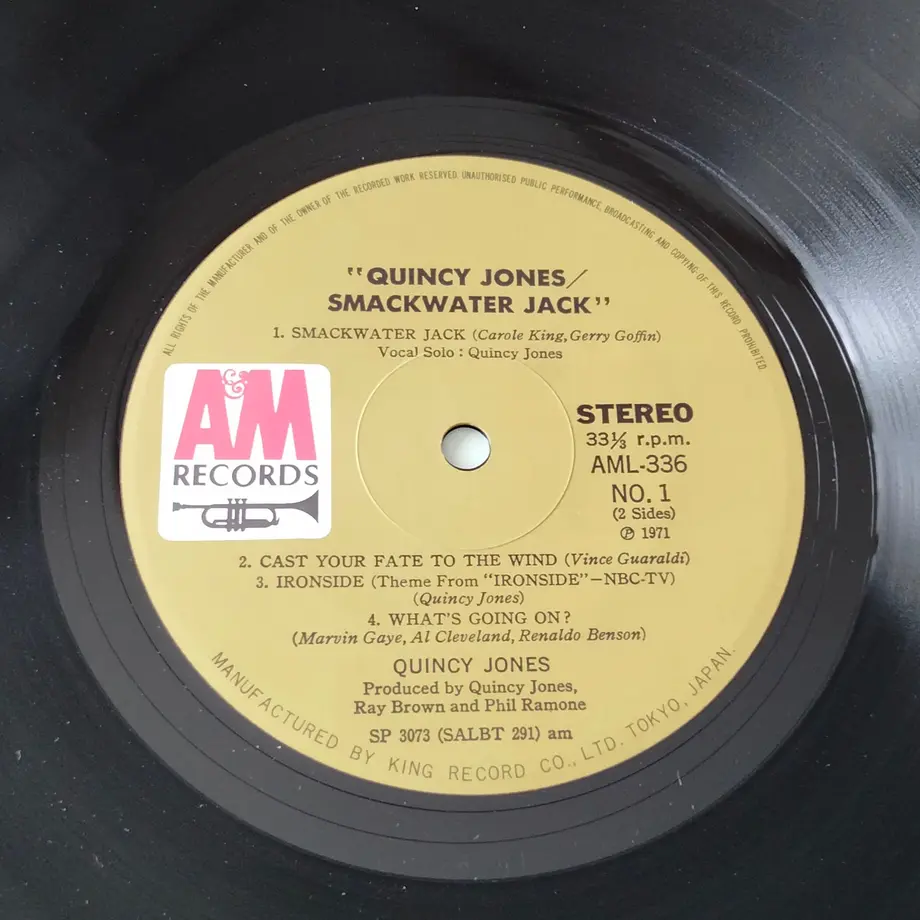 ALL RIGHTS OF THE MANUFACTURER AND OF THE OWNER OF THE RECORDED WORK RESERVED. UNAUTHORISED PUBLIC PERFORMANCE, BROADCASTING AND COPYING OF THIS RECORD PROHIBITED
"QUINCY JONES/
SMACKWATER JACK"
1. SMACKWATER JACK (Carole King, Gerry Goffin)
Vocal Solo : Quincy Jones
A&M
RECORDS
STEREO
33⅓ r.p.m.
AML-336
NO. 1
(2 Sides)
℗ 1971
2. CAST YOUR FATE TO THE WIND (Vince Guaraldi)
3. IRONSIDE (Theme From "IRONSIDE"—NBC-TV)
(Quincy Jones)
4. WHAT'S GOING ON?
(Marvin Gaye, Al Cleveland, Renaldo Benson)
QUINCY JONES
Produced by Quincy Jones,
Ray Brown and Phil Ramone
SP 3073 (SALBT 291) am
MANUFACTURED BY KING RECORD CO., LTD. TOKYO, JAPAN.